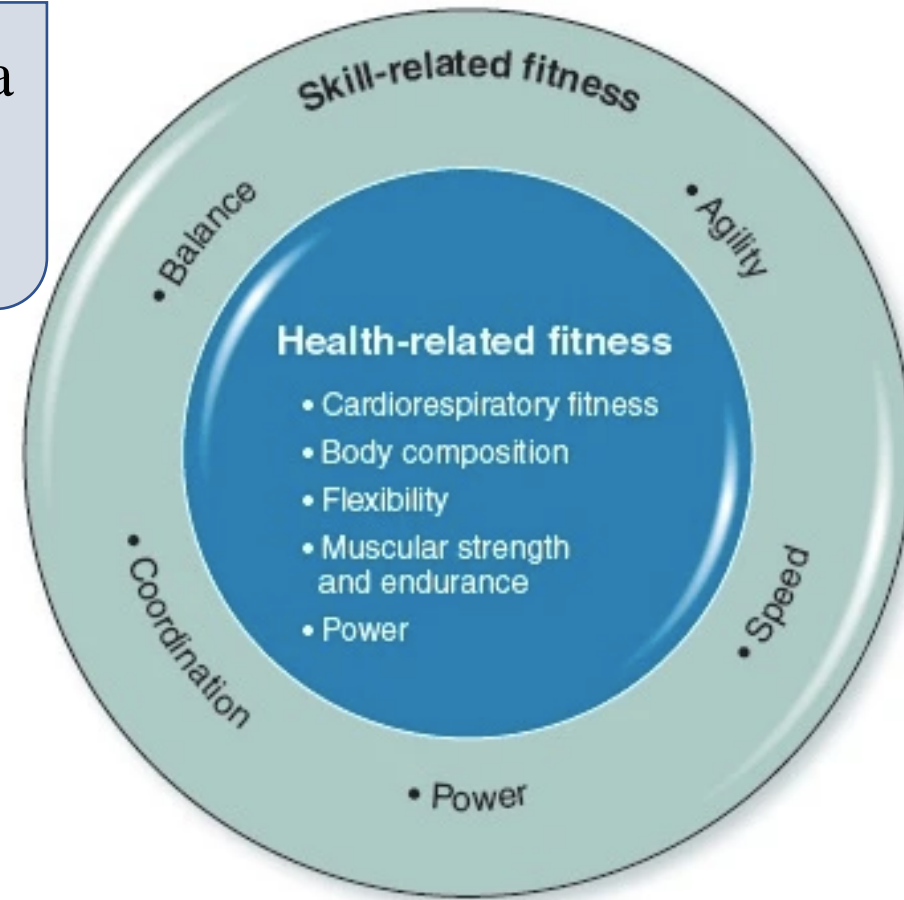 a
Skill-related fitness
• Balance
• Agility
Health-related fitness
• Cardiorespiratory fitness
• Body composition
• Flexibility
• Muscular strength
and endurance
• Power
• Coordination
• Speed
• Power